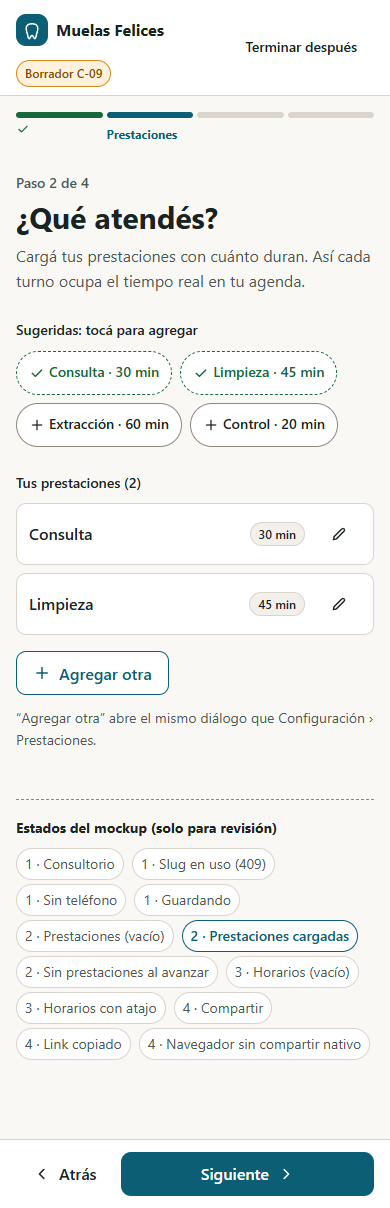 Muelas Felices
Terminar después
Borrador C-09
Prestaciones
Paso 2 de 4
¿Qué atendés?
Cargá tus prestaciones con cuánto duran. Así cada
turno ocupa el tiempo real en tu agenda.
Sugeridas: tocá para agregar
Consulta · 30 min
Limpieza · 45 min
Extracción · 60 min
Control · 20 min
Tus prestaciones (2)
Consulta
30 min
Limpieza
45 min
Agregar otra
“Agregar otra” abre el mismo diálogo que Configuración ›
Prestaciones.
Estados del mockup (solo para revisión)
1 · Consultorio
1 · Slug en uso (409)
1 · Sin teléfono
1 · Guardando
2 · Prestaciones (vacío)
2 · Prestaciones cargadas
2 · Sin prestaciones al avanzar
3 · Horarios (vacío)
3 · Horarios con atajo
4 · Compartir
4 · Link copiado
4 · Navegador sin compartir nativo
Atrás
Siguiente